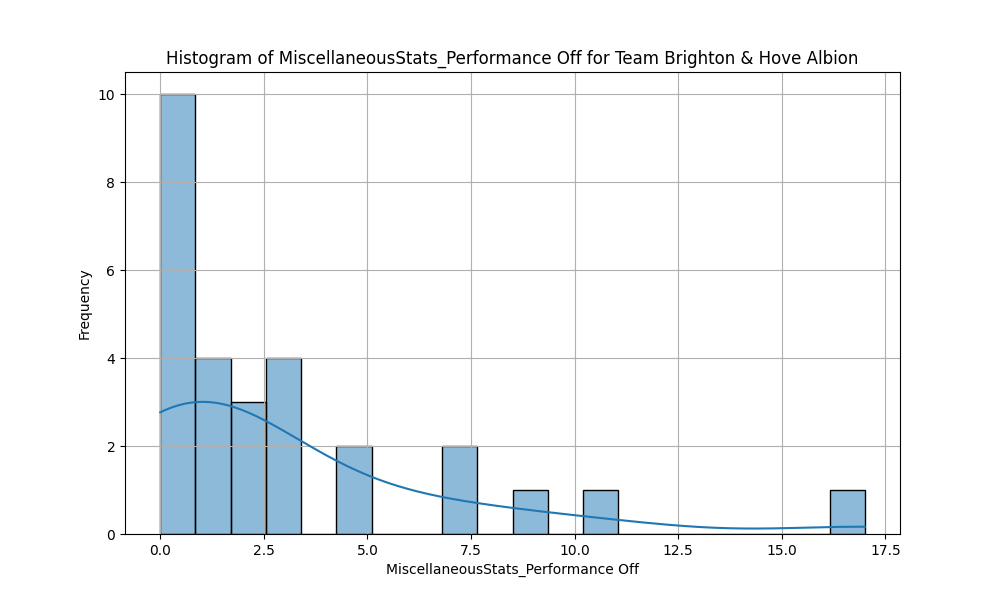 Histogram of MiscellaneousStats_Performance Off for Team Brighton & Hove Albion
10
8
6
4
2
0
Frequency
0.0 2.5 5.0 7.5 10.0 12.5 15.0 17.5
MiscellaneousStats_Performance Off